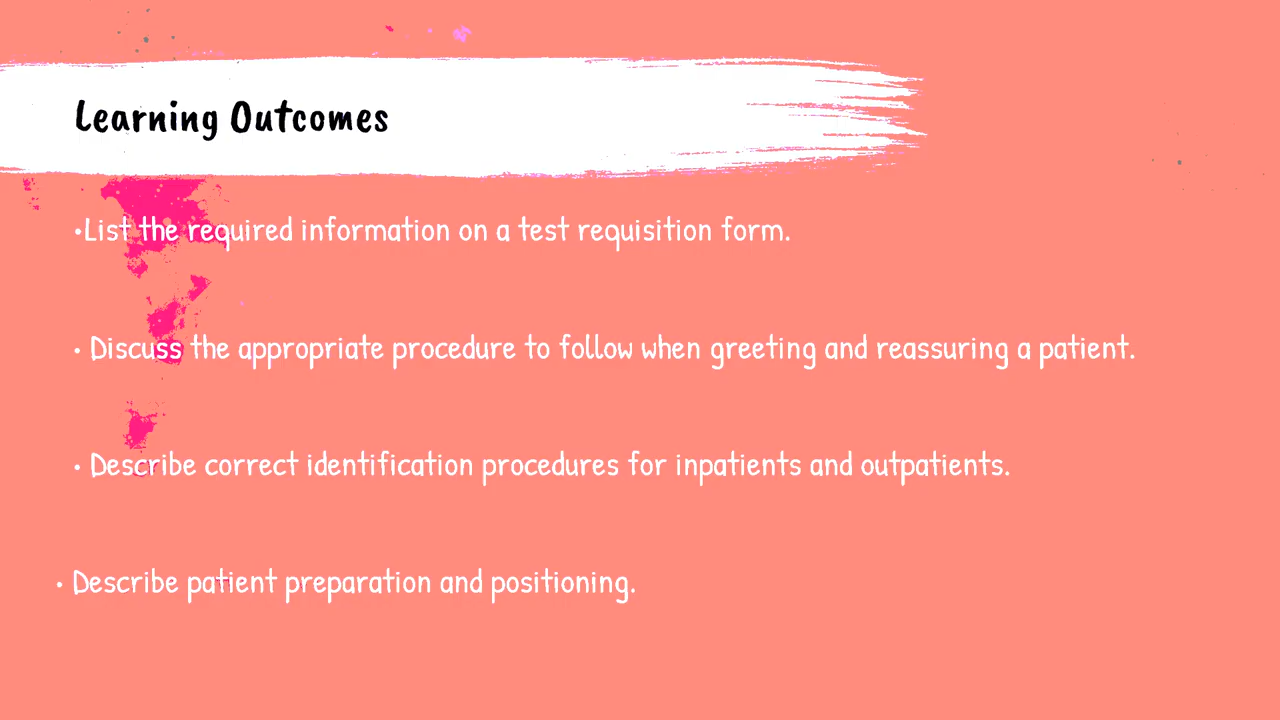 Learning Outcomes
•List the required information on a test requisition form.
• Discuss the appropriate procedure to follow when greeting and reassuring a patient.
• Describe correct identification procedures for inpatients and outpatients.
• Describe patient preparation and positioning.